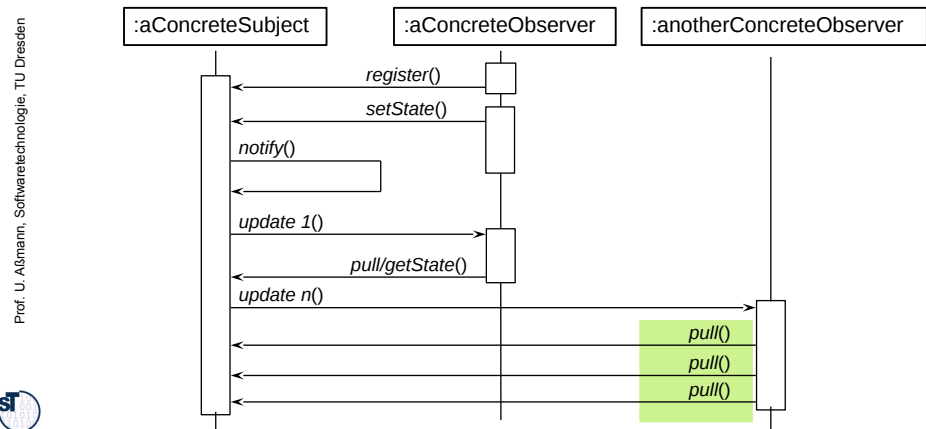 Prof. U. Aßmann, Softwaretechnologie, TU Dresden
:aConcreteSubject
:aConcreteObserver
:anotherConcreteObserver
register()
setState()
notify()
update 1()
pull/getState()
update n()
pull()
pull()
pull()
ST